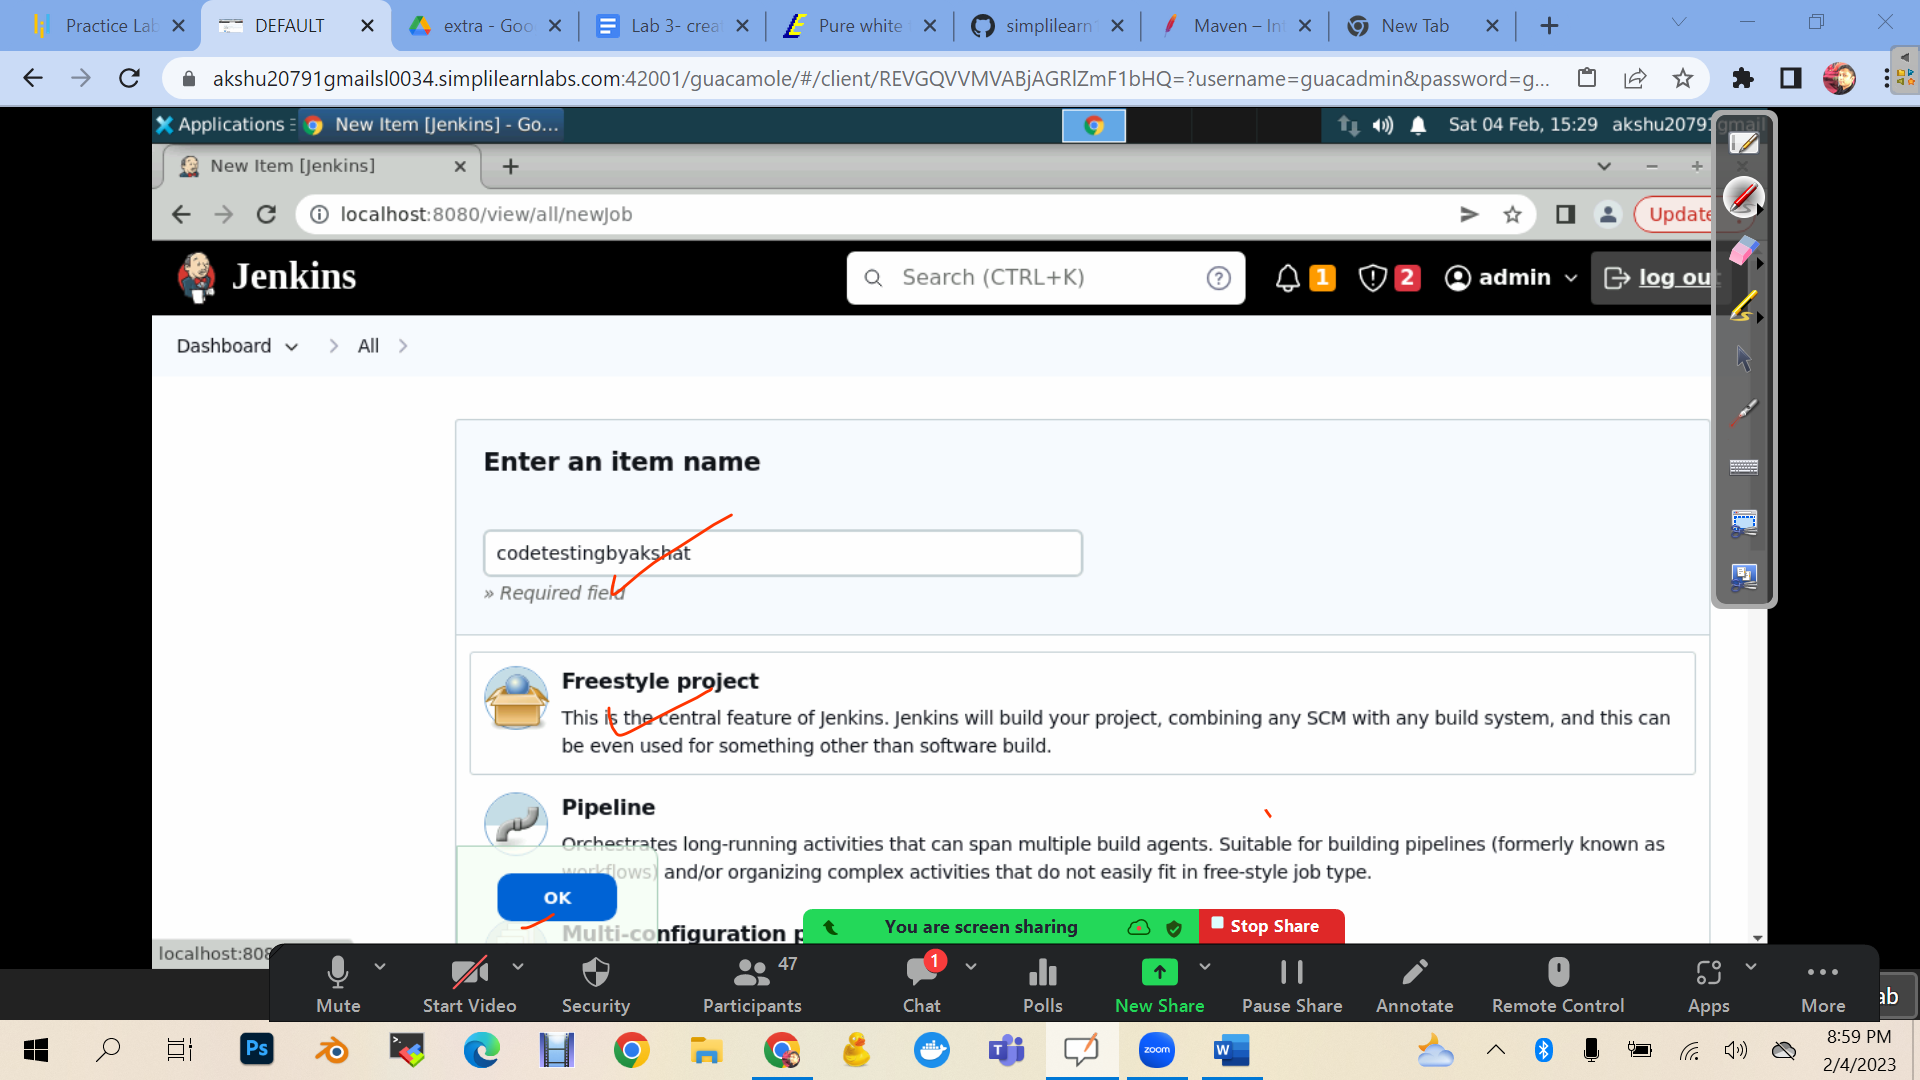 Practice Lab
DEFAULT
extra - Goo
Lab 3- crea
Pure white
simplilearn
Maven – Int
New Tab
akshu20791gmailsl0034.simplilearnlabs.com:42001/guacamole/#/client/REVGQVVMVABjAGRlZmF1bHQ=?username=guacadmin&password=g...
Applications
New Item [Jenkins] - Go...
Sat 04 Feb, 15:29
akshu20791gmail
New Item [Jenkins]
localhost:8080/view/all/newJob
Update
Jenkins
Search (CTRL+K)
1
2
admin
log out
Dashboard
All
Enter an item name
codetestingbyakshat
» Required field
Freestyle project
This is the central feature of Jenkins. Jenkins will build your project, combining any SCM with any build system, and this can
be even used for something other than software build.
Pipeline
Orchestrates long-running activities that can span multiple build agents. Suitable for building pipelines (formerly known as
workflows) and/or organizing complex activities that do not easily fit in free-style job type.
OK
Multi-configuration p
You are screen sharing
Stop Share
localhost:808
47
1
Mute
Start Video
Security
Participants
Chat
Polls
New Share
Pause Share
Annotate
Remote Control
Apps
More
ab
Ps
zoom
W
8:59 PM
2/4/2023